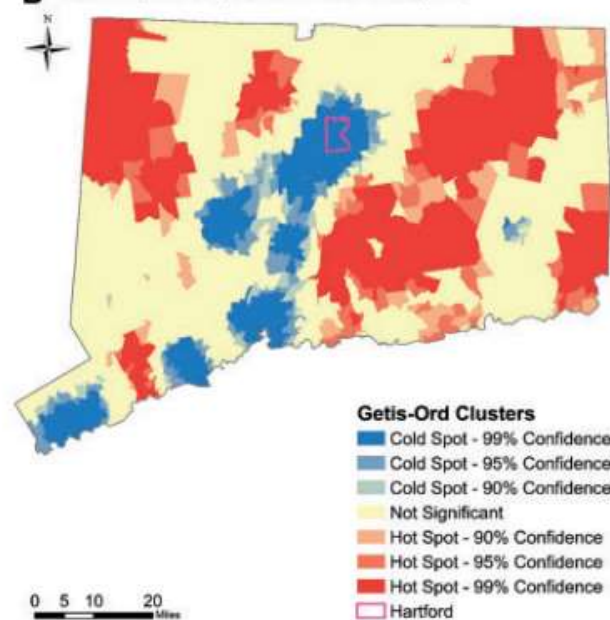 N
Getis-Ord Clusters
Cold Spot - 99% Confidence
Cold Spot - 95% Confidence
Cold Spot - 90% Confidence
Not Significant
Hot Spot - 90% Confidence
Hot Spot - 95% Confidence
Hot Spot - 99% Confidence
Hartford
0 5 10 20
Miles